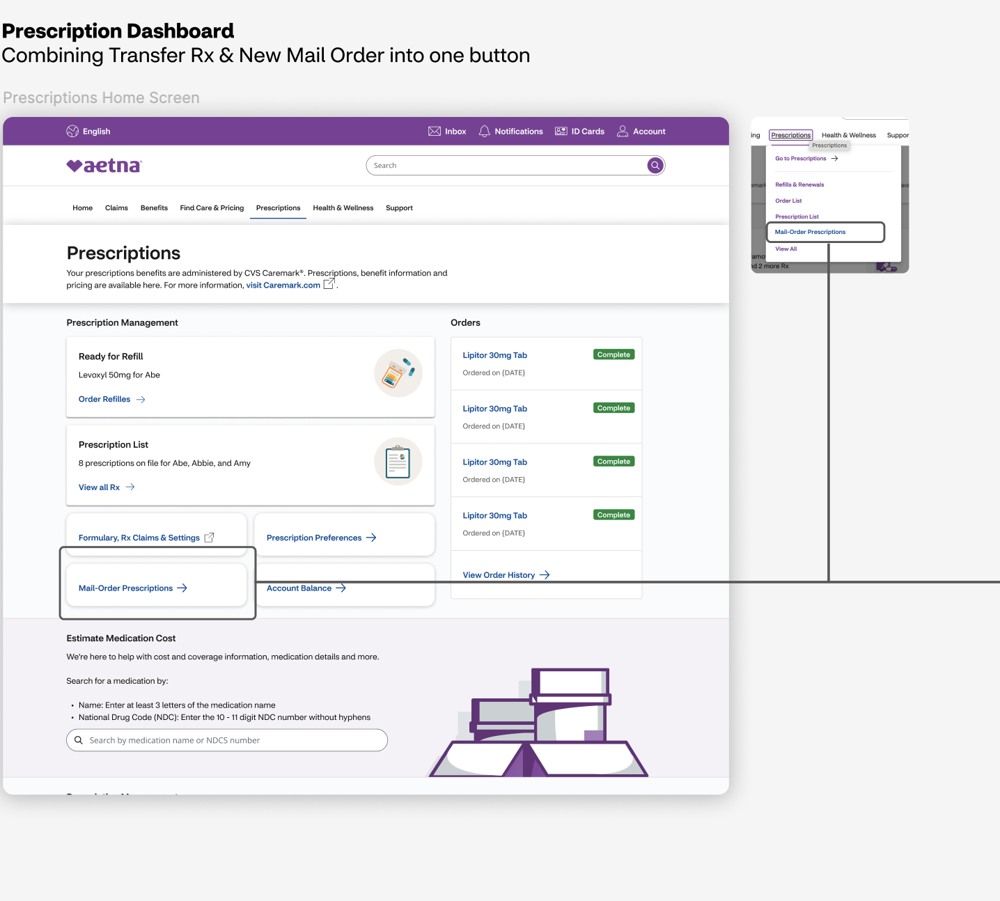 Prescription Dashboard
Combining Transfer Rx & New Mail Order into one button
Prescriptions Home Screen
English
Inbox
Notifications
ID Cards
Account
aetna
Search
Home
Claims
Benefits
Find Care & Pricing
Prescriptions
Health & Wellness
Support
Prescriptions
Your prescriptions benefits are administered by CVS Caremark®. Prescriptions, benefit information and
pricing are available here. For more information, visit Caremark.com .
Prescription Management
Ready for Refill
Levoxyl 50mg for Abe
Order Refilles
Prescription List
8 prescriptions on file for Abe, Abbie, and Amy
View all Rx
Formulary, Rx Claims & Settings
Prescription Preferences
Mail-Order Prescriptions
Account Balance
Orders
Lipitor 30mg Tab
Complete
Ordered on {DATE}
Lipitor 30mg Tab
Complete
Ordered on {DATE}
Lipitor 30mg Tab
Complete
Ordered on {DATE}
Lipitor 30mg Tab
Complete
Ordered on {DATE}
View Order History
Estimate Medication Cost
We're here to help with cost and coverage information, medication details and more.
Search for a medication by:
• Name: Enter at least 3 letters of the medication name
• National Drug Code (NDC): Enter the 10 - 11 digit NDC number without hyphens
Search by medication name or NDCS number
ing
Prescriptions
Health & Wellness
Suppor
Prescriptions
Go to Prescriptions
Refills & Renewals
Order List
Prescription List
Mail-Order Prescriptions
View All
nd 2 more Rx